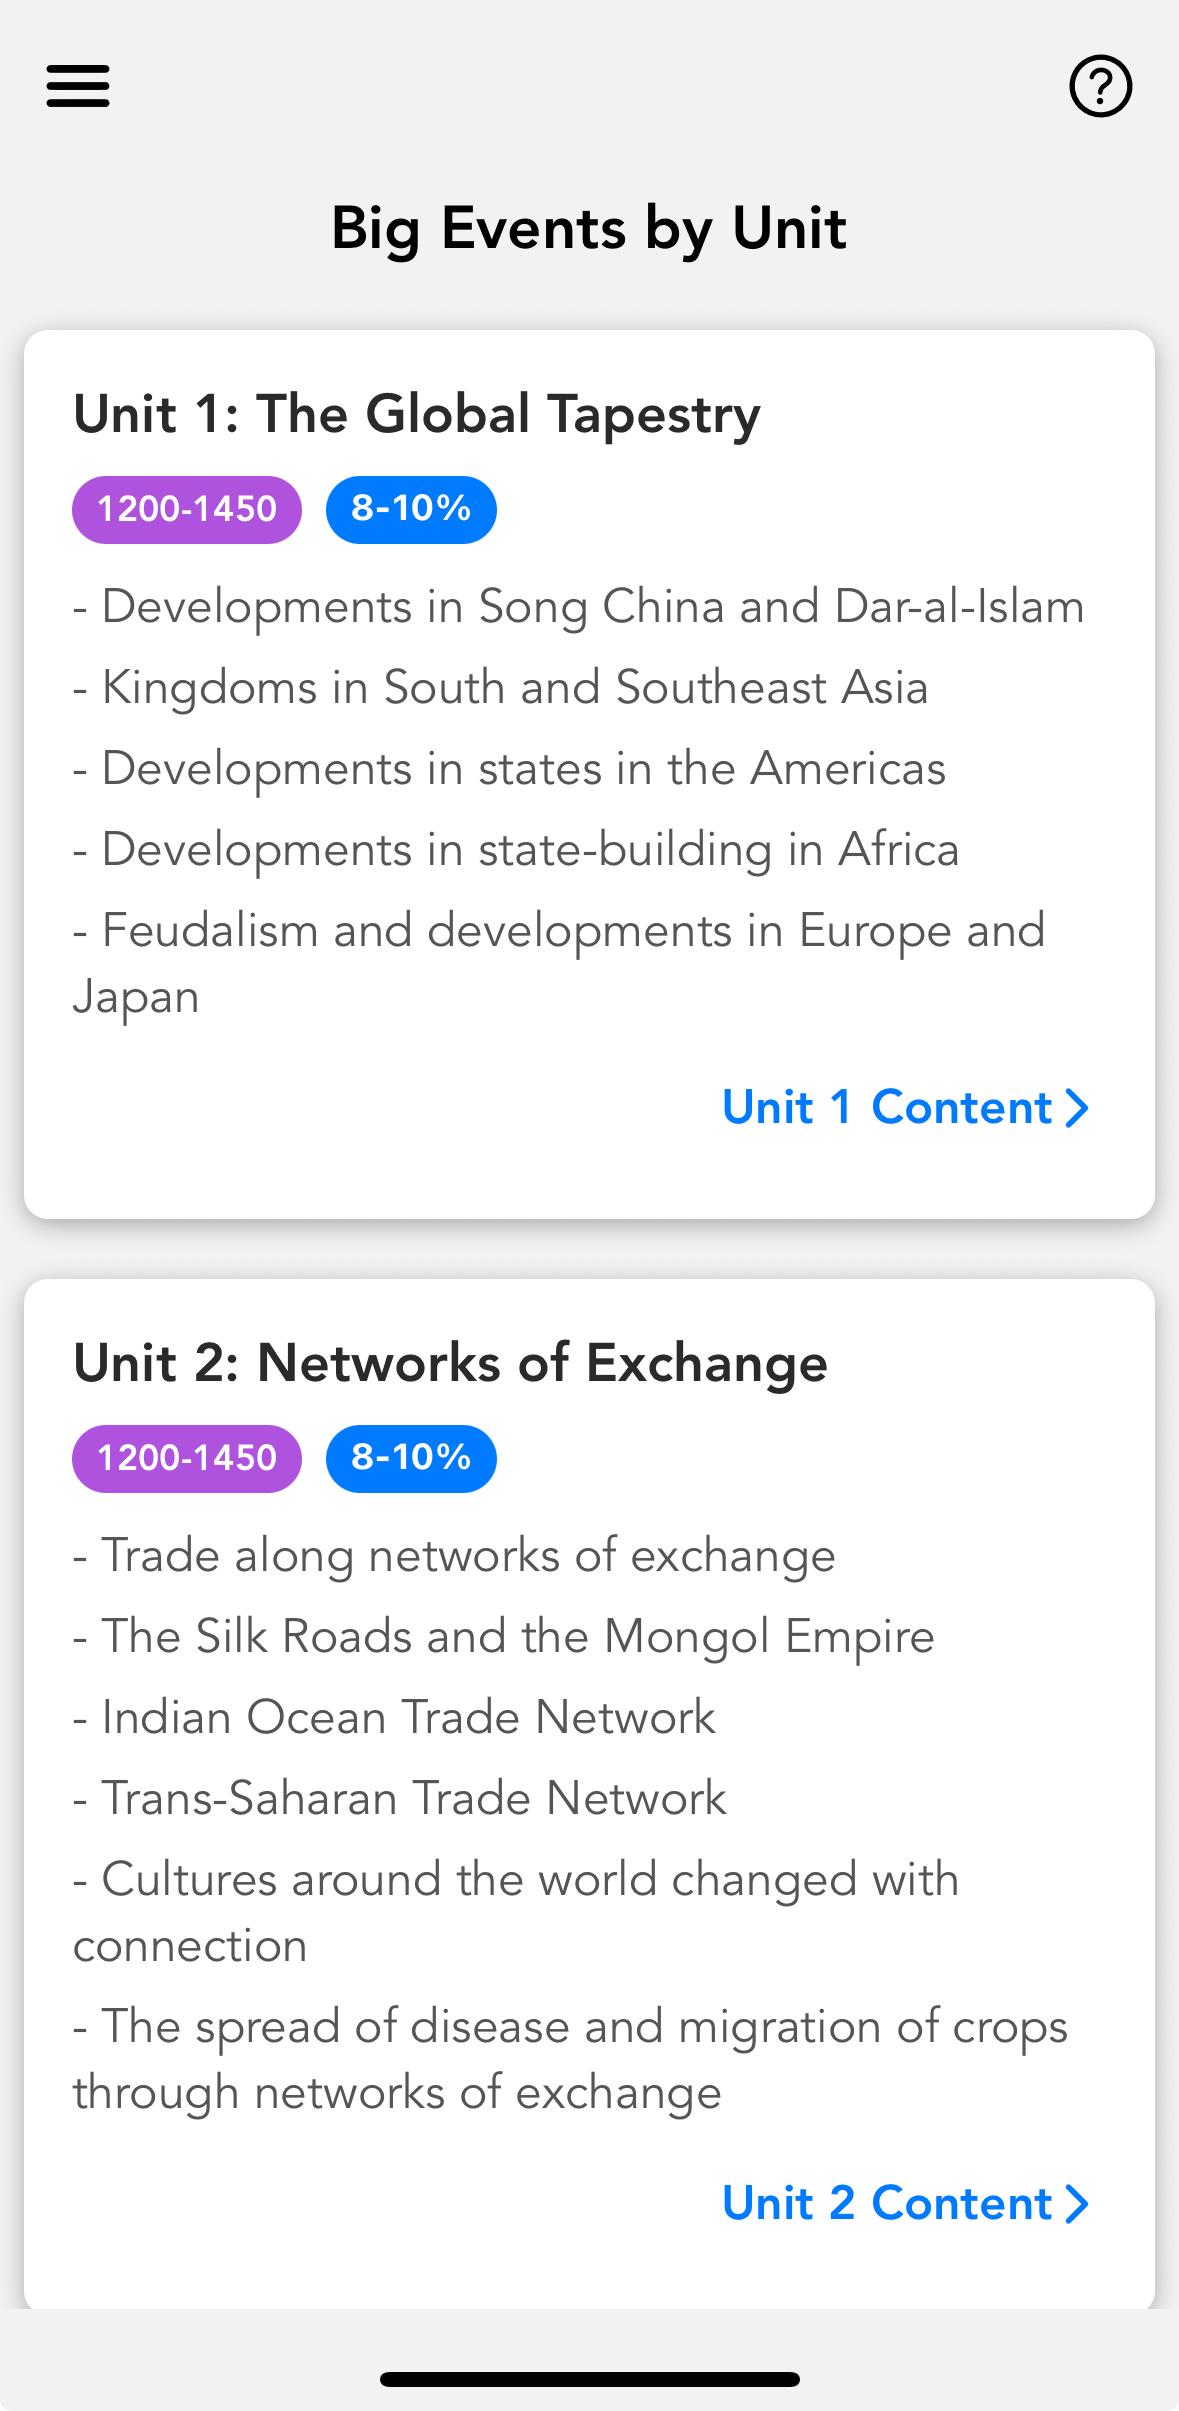 ?
Big Events by Unit
Unit 1: The Global Tapestry
1200-1450 8-10%
- Developments in Song China and Dar-al-Islam
- Kingdoms in South and Southeast Asia
- Developments in states in the Americas
- Developments in state-building in Africa
- Feudalism and developments in Europe and
Japan
Unit 1 Content
Unit 2: Networks of Exchange
1200-1450 8-10%
- Trade along networks of exchange
- The Silk Roads and the Mongol Empire
- Indian Ocean Trade Network
- Trans-Saharan Trade Network
- Cultures around the world changed with
connection
- The spread of disease and migration of crops
through networks of exchange
Unit 2 Content